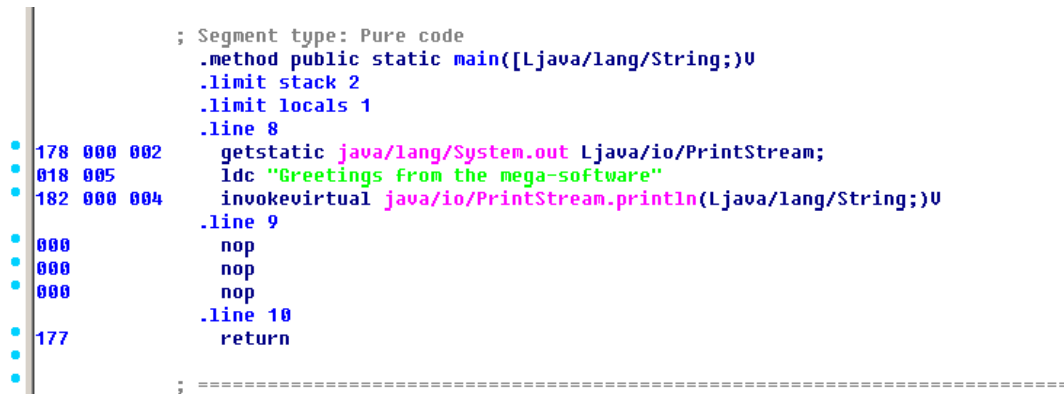 ; Segment type: Pure code
.method public static main([Ljava/lang/String;)V
.limit stack 2
.limit locals 1
.line 8
178 000 002 getstatic java/lang/System.out Ljava/io/PrintStream;
018 005 ldc "Greetings from the mega-software"
182 000 004 invokevirtual java/io/PrintStream.println(Ljava/lang/String;)V
.line 9
000 nop
000 nop
000 nop
.line 10
177 return
; ===========================================================================